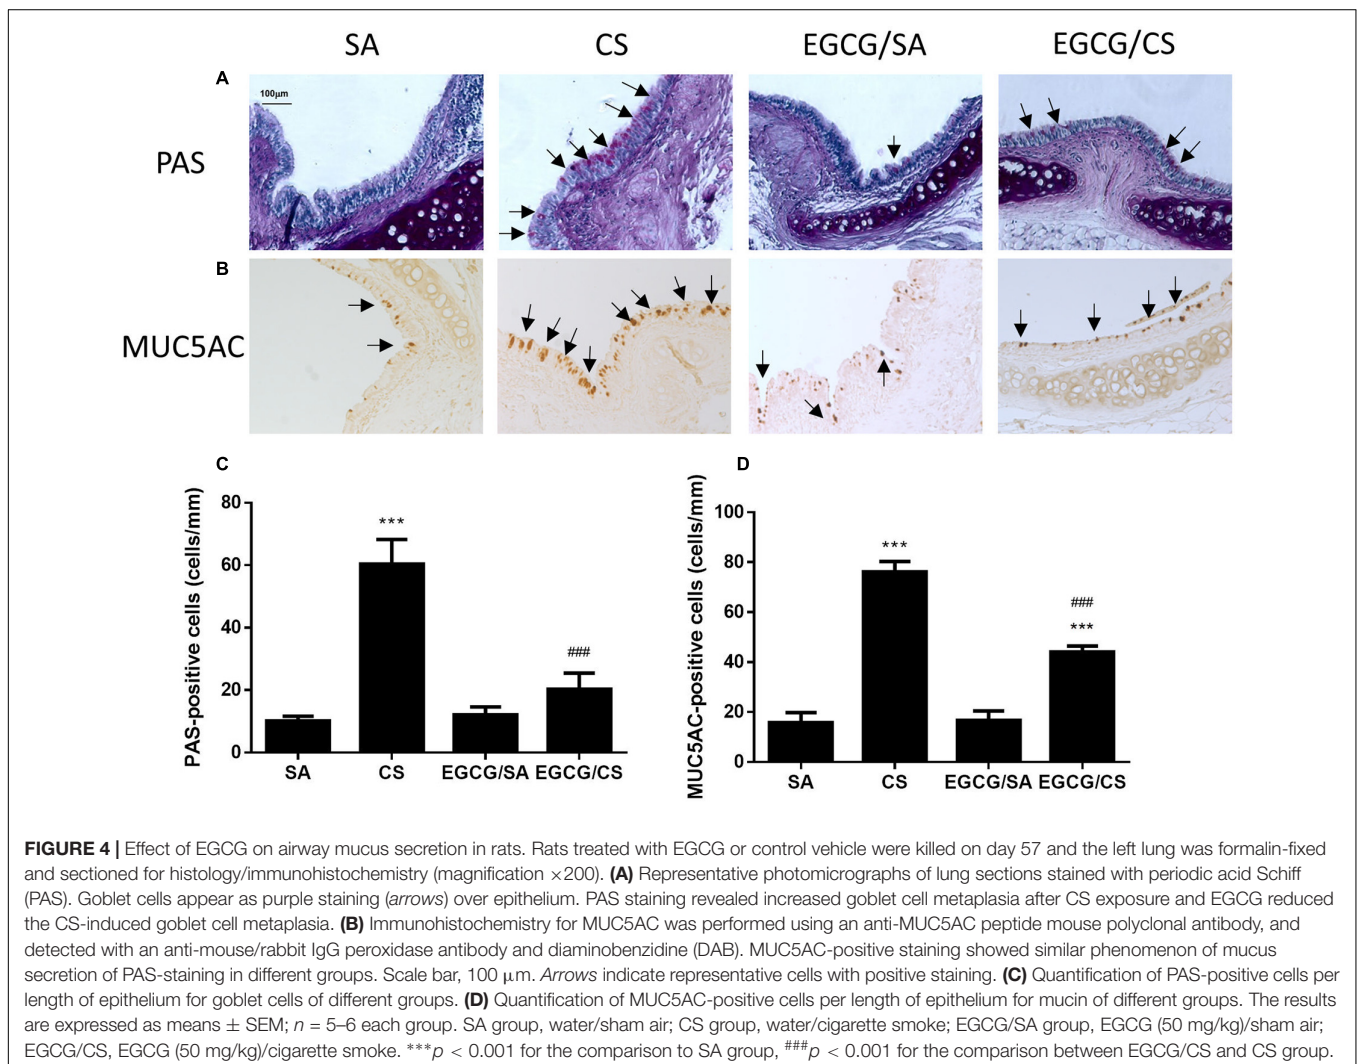 SA CS EGCG/SA EGCG/CS
A
100µm
PAS
B
MUC5AC
C
PAS-positive cells (cells/mm)
80
60
40
20
0
***
###
SA CS EGCG/SA EGCG/CS
D
MUC5AC-positive cells (cells/mm)
100
80
60
40
20
0
***
###
***
SA CS EGCG/SA EGCG/CS
FIGURE 4 | Effect of EGCG on airway mucus secretion in rats. Rats treated with EGCG or control vehicle were killed on day 57 and the left lung was formalin-fixed
and sectioned for histology/immunohistochemistry (magnification ×200). (A) Representative photomicrographs of lung sections stained with periodic acid Schiff
(PAS). Goblet cells appear as purple staining (arrows) over epithelium. PAS staining revealed increased goblet cell metaplasia after CS exposure and EGCG reduced
the CS-induced goblet cell metaplasia. (B) Immunohistochemistry for MUC5AC was performed using an anti-MUC5AC peptide mouse polyclonal antibody, and
detected with an anti-mouse/rabbit IgG peroxidase antibody and diaminobenzidine (DAB). MUC5AC-positive staining showed similar phenomenon of mucus
secretion of PAS-staining in different groups. Scale bar, 100 µm. Arrows indicate representative cells with positive staining. (C) Quantification of PAS-positive cells per
length of epithelium for goblet cells of different groups. (D) Quantification of MUC5AC-positive cells per length of epithelium for mucin of different groups. The results
are expressed as means ± SEM; n = 5–6 each group. SA group, water/sham air; CS group, water/cigarette smoke; EGCG/SA group, EGCG (50 mg/kg)/sham air;
EGCG/CS, EGCG (50 mg/kg)/cigarette smoke. ***p < 0.001 for the comparison to SA group, ###p < 0.001 for the comparison between EGCG/CS and CS group.